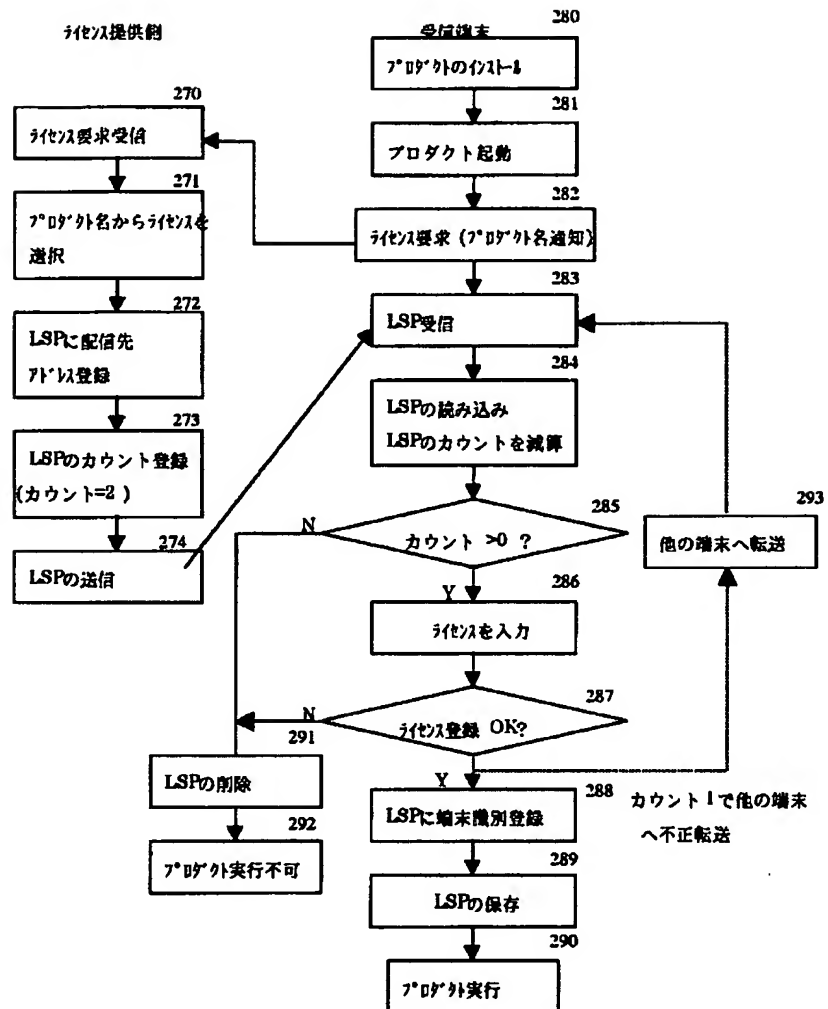 ライセンス提供側
受信端末
280
プロダクトのインストール
281
プロダクト起動
282
ライセンス要求 (プロダクト名通知)
270
ライセンス要求受信
271
プロダクト名からライセンスを
選択
272
LSPに配信先
アドレス登録
273
LSPのカウント登録
(カウント=2 )
274
LSPの送信
283
LSP受信
284
LSPの読み込み
LSPのカウントを減算
285
カウント >0 ?
N
Y
286
ライセンスを入力
287
ライセンス登録 OK?
N
Y
293
他の端末へ転送
カウント1で他の端末
へ不正転送
291
LSPの削除
292
プロダクト実行不可
288
LSPに端末識別登録
289
LSPの保存
290
プロダクト実行